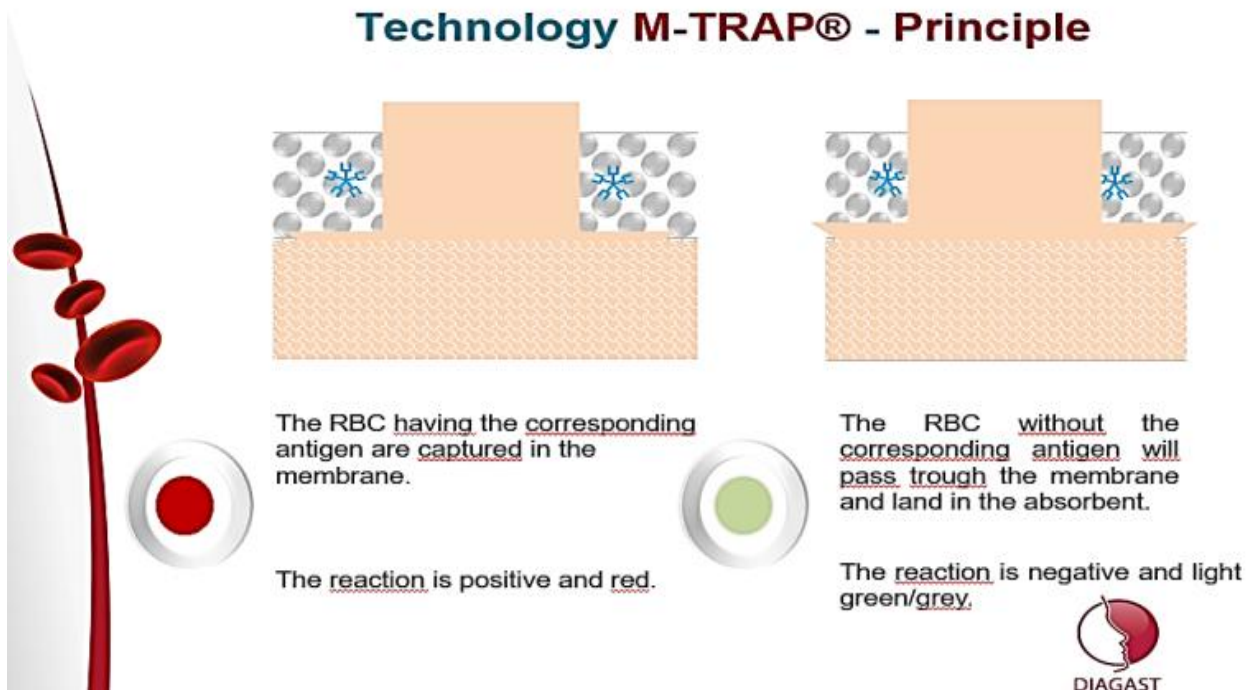 Technology M-TRAP® - Principle
The RBC having the corresponding
antigen are captured in the
membrane.
The reaction is positive and red.
The RBC without the
corresponding antigen will
pass trough the membrane
and land in the absorbent.
The reaction is negative and light
green/grey.
DIAGAST